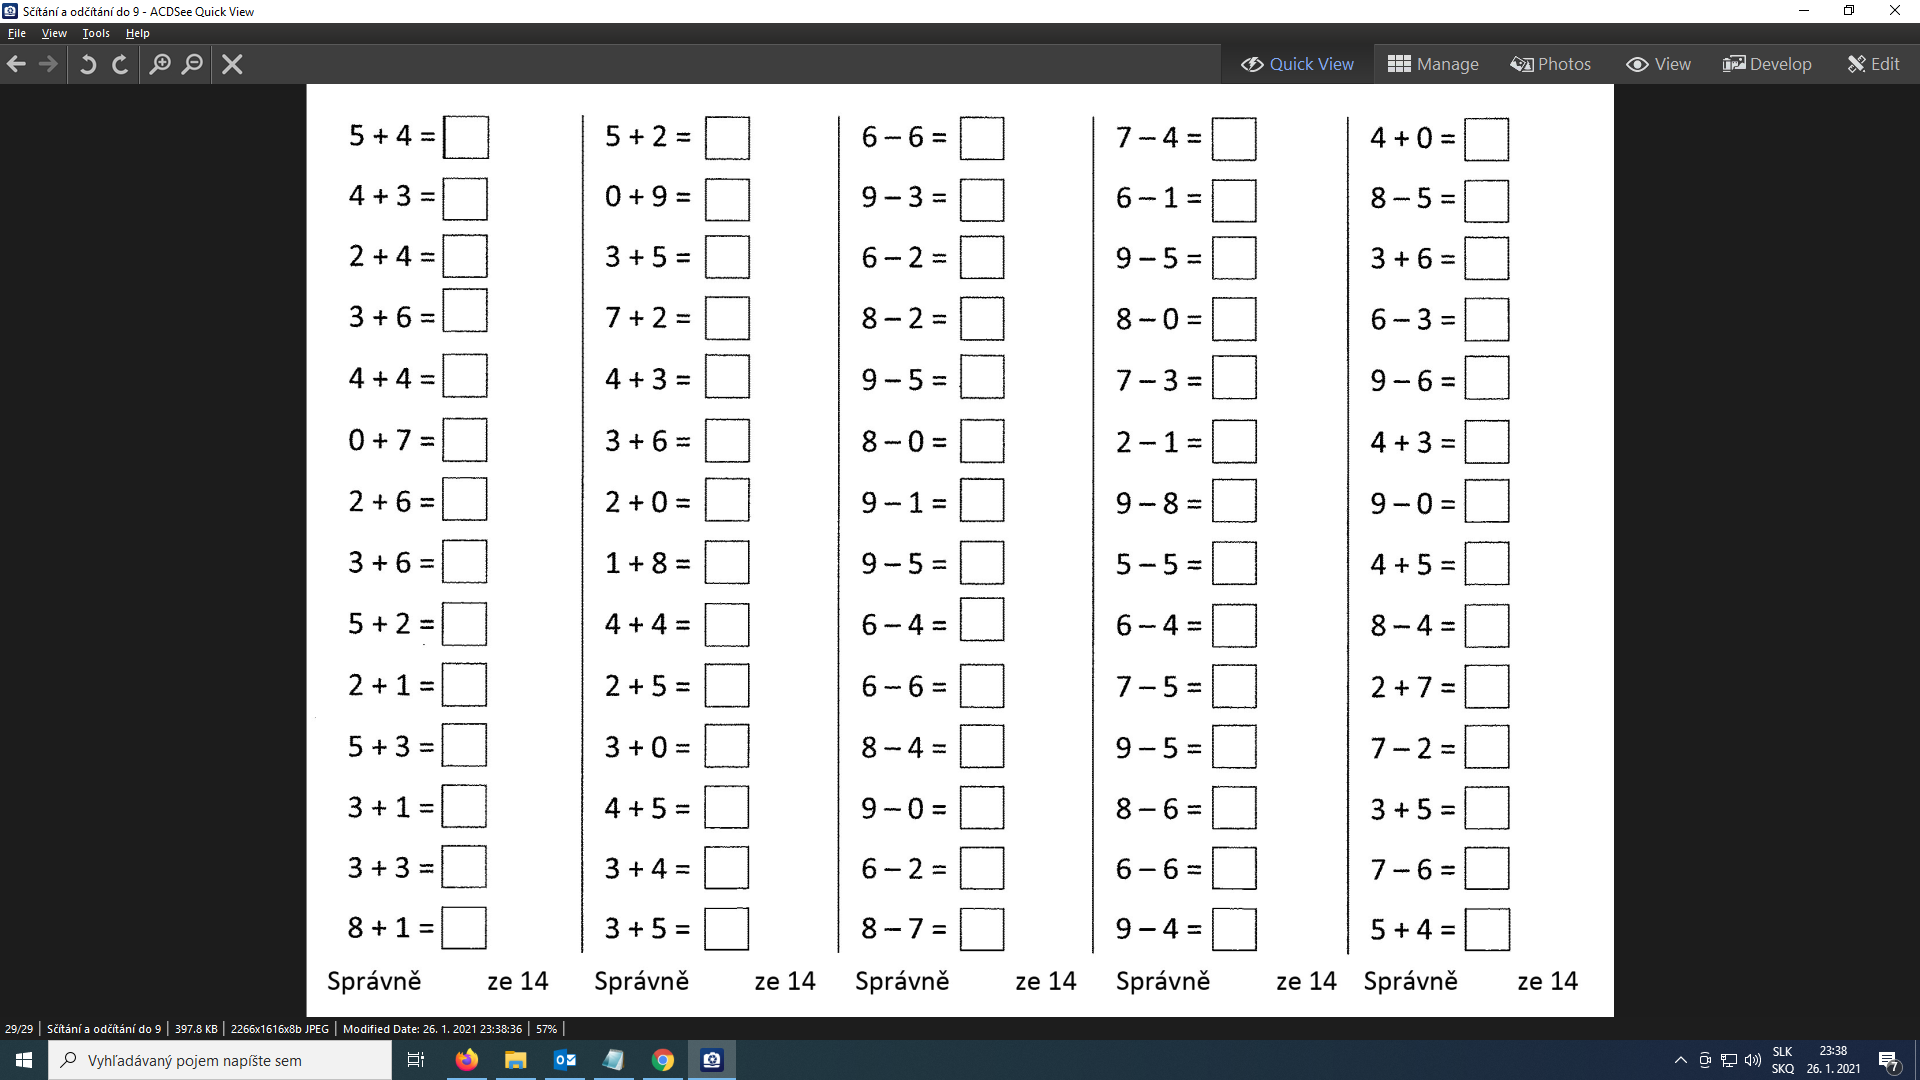 Sčítání a odčítání do 9 - ACDSee Quick View
File View Tools Help
Quick View Manage Photos View Develop Edit
5 + 4 = 5 + 2 = 6 – 6 = 7 – 4 = 4 + 0 =
4 + 3 = 0 + 9 = 9 – 3 = 6 – 1 = 8 – 5 =
2 + 4 = 3 + 5 = 6 – 2 = 9 – 5 = 3 + 6 =
3 + 6 = 7 + 2 = 8 – 2 = 8 – 0 = 6 – 3 =
4 + 4 = 4 + 3 = 9 – 5 = 7 – 3 = 9 – 6 =
0 + 7 = 3 + 6 = 8 – 0 = 2 – 1 = 4 + 3 =
2 + 6 = 2 + 0 = 9 – 1 = 9 – 8 = 9 – 0 =
3 + 6 = 1 + 8 = 9 – 5 = 5 – 5 = 4 + 5 =
5 + 2 = 4 + 4 = 6 – 4 = 6 – 4 = 8 – 4 =
2 + 1 = 2 + 5 = 6 – 6 = 7 – 5 = 2 + 7 =
5 + 3 = 3 + 0 = 8 – 4 = 9 – 5 = 7 – 2 =
3 + 1 = 4 + 5 = 9 – 0 = 8 – 6 = 3 + 5 =
3 + 3 = 3 + 4 = 6 – 2 = 6 – 6 = 7 – 6 =
8 + 1 = 3 + 5 = 8 – 7 = 9 – 4 = 5 + 4 =
Správně ze 14 Správně ze 14 Správně ze 14 Správně ze 14 Správně ze 14
29/29 Sčítání a odčítání do 9 397.8 KB 2266x1616x8b JPEG Modified Date: 26. 1. 2021 23:38:36 57%
Vyhľadávaný pojem napíšte sem
SLK 23:38
SKQ 26. 1. 2021 7